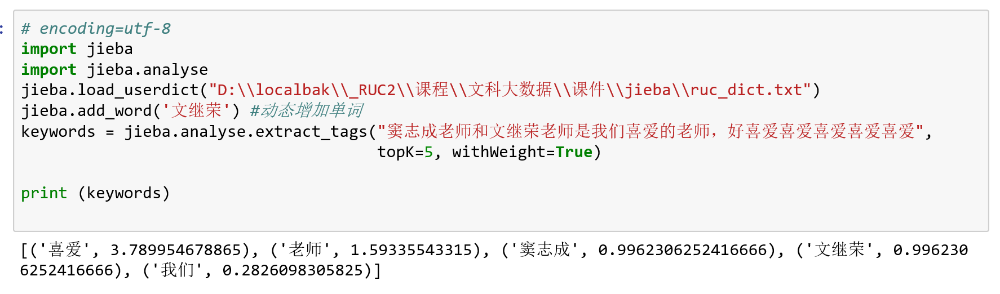 :
# encoding=utf-8
import jieba
import jieba.analyse
jieba.load_userdict("D:\\localbak\\_RUC2\\课程\\文科大数据\\课件\\jieba\\ruc_dict.txt")
jieba.add_word('文继荣') #动态增加单词
keywords = jieba.analyse.extract_tags("窦志成老师和文继荣老师是我们喜爱的老师，好喜爱喜爱喜爱喜爱喜爱",
topK=5, withWeight=True)
print (keywords)
[('喜爱', 3.789954678865), ('老师', 1.59335543315), ('窦志成', 0.9962306252416666), ('文继荣', 0.996230
6252416666), ('我们', 0.2826098305825)]